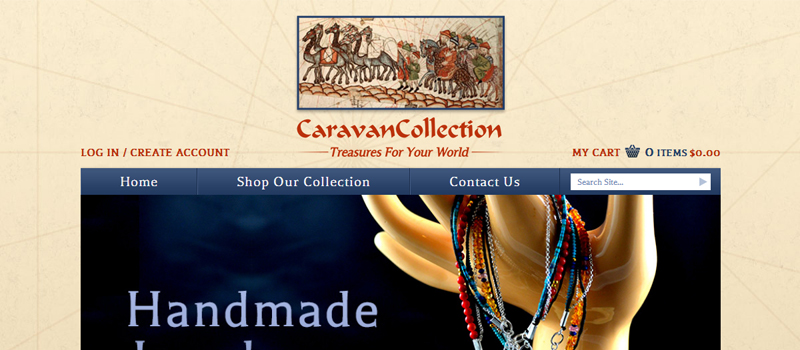 CaravanCollection
LOG IN / CREATE ACCOUNT
Treasures For Your World
MY CART 0 ITEMS $0.00
Home
Shop Our Collection
Contact Us
Search Site...
Handmade